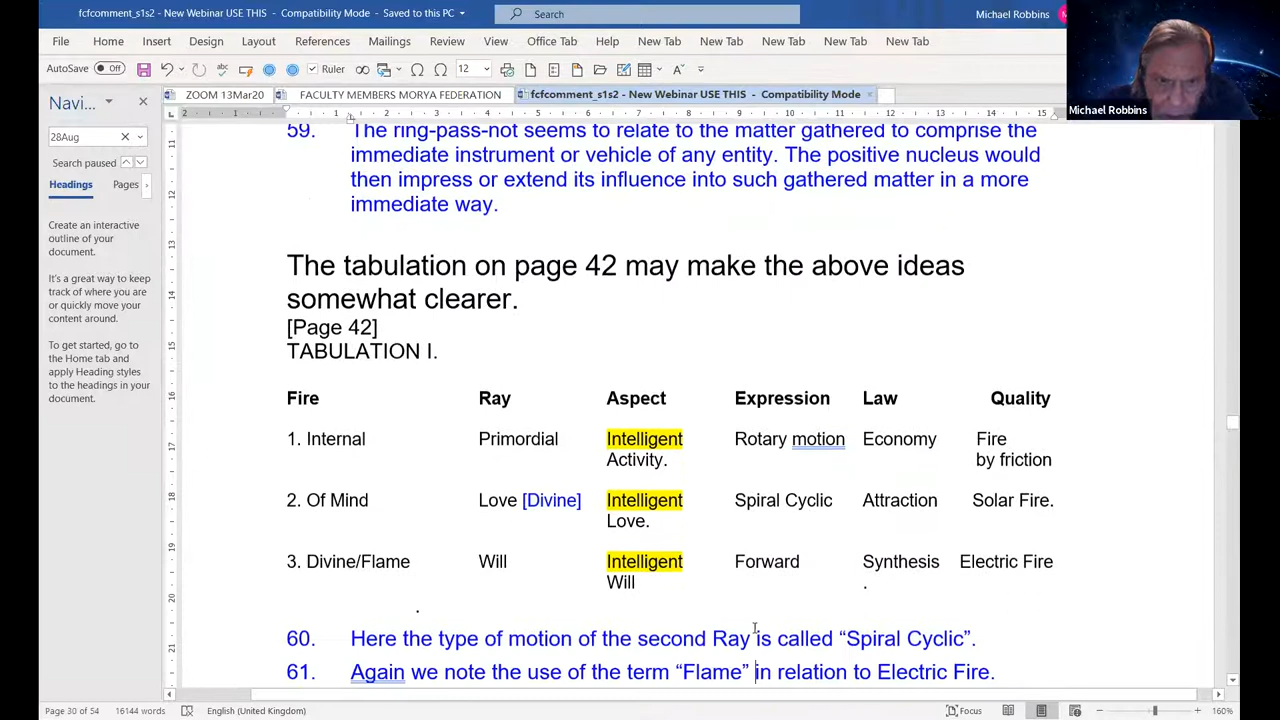 fcfcomment_s1s2 - New Webinar USE THIS - Compatibility Mode - Saved to this PC
Search
Michael Robbins
File Home Insert Design Layout References Mailings Review View Office Tab Help New Tab New Tab New Tab New Tab New Tab
AutoSave Off Ruler 12
Michael Robbins
Navi...
ZOOM 13Mar20 FACULTY MEMBERS MORYA FEDERATION fcfcomment_s1s2 - New Webinar USE THIS - Compatibility Mode
28Aug
Search paused
Headings Pages
Create an interactive
outline of your
document.
It's a great way to keep
track of where you are
or quickly move your
content around.
To get started, go to
the Home tab and
apply Heading styles
to the headings in your
document.
59. The ring-pass-not seems to relate to the matter gathered to comprise the
immediate instrument or vehicle of any entity. The positive nucleus would
then impress or extend its influence into such gathered matter in a more
immediate way.
The tabulation on page 42 may make the above ideas
somewhat clearer.
[Page 42]
TABULATION I.
Fire Ray Aspect Expression Law Quality
1. Internal Primordial Intelligent Rotary motion Economy Fire
Activity. by friction
2. Of Mind Love [Divine] Intelligent Spiral Cyclic Attraction Solar Fire.
Love.
3. Divine/Flame Will Intelligent Forward Synthesis Electric Fire
Will .
.
60. Here the type of motion of the second Ray is called “Spiral Cyclic”.
61. Again we note the use of the term “Flame” in relation to Electric Fire.
Page 30 of 54 16144 words English (United Kingdom) Focus 160%